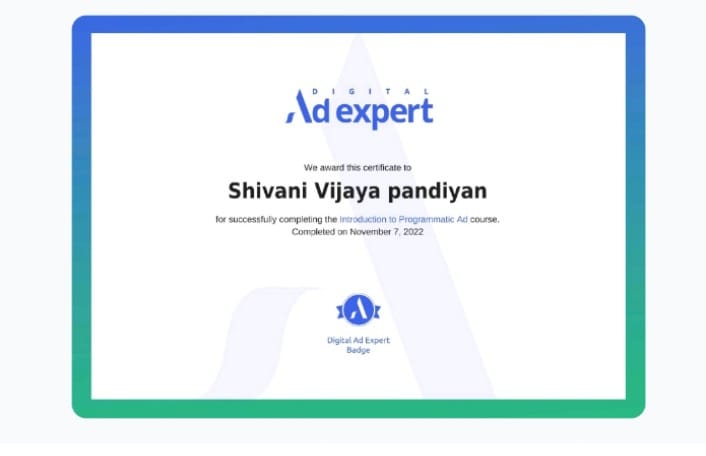 DIGITAL
Ad expert
We award this certificate to
Shivani Vijaya pandiyan
for successfully completing the Introduction to Programmatic Ad course.
Completed on November 7, 2022
Digital Ad Expert
Badge